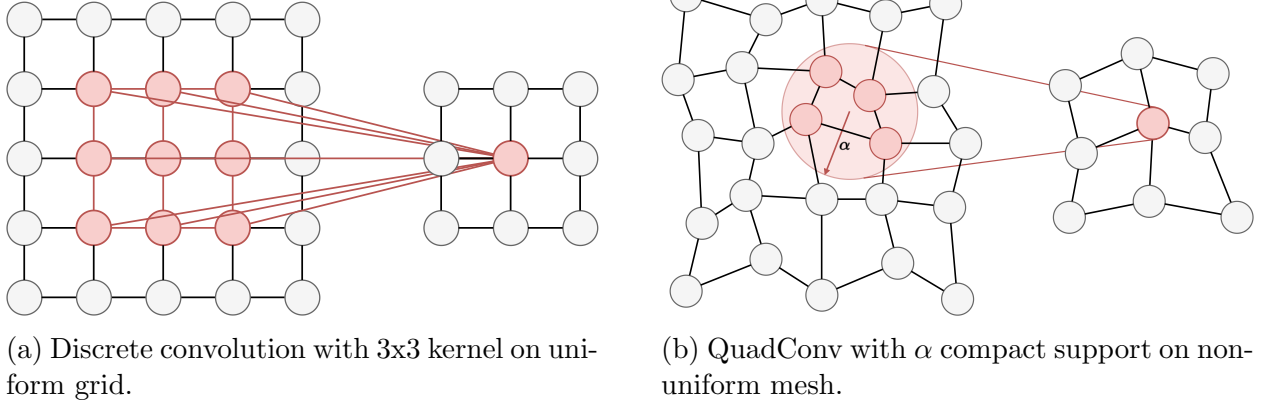 α
(a) Discrete convolution with 3x3 kernel on uni-
form grid.
(b) QuadConv with α compact support on non-
uniform mesh.